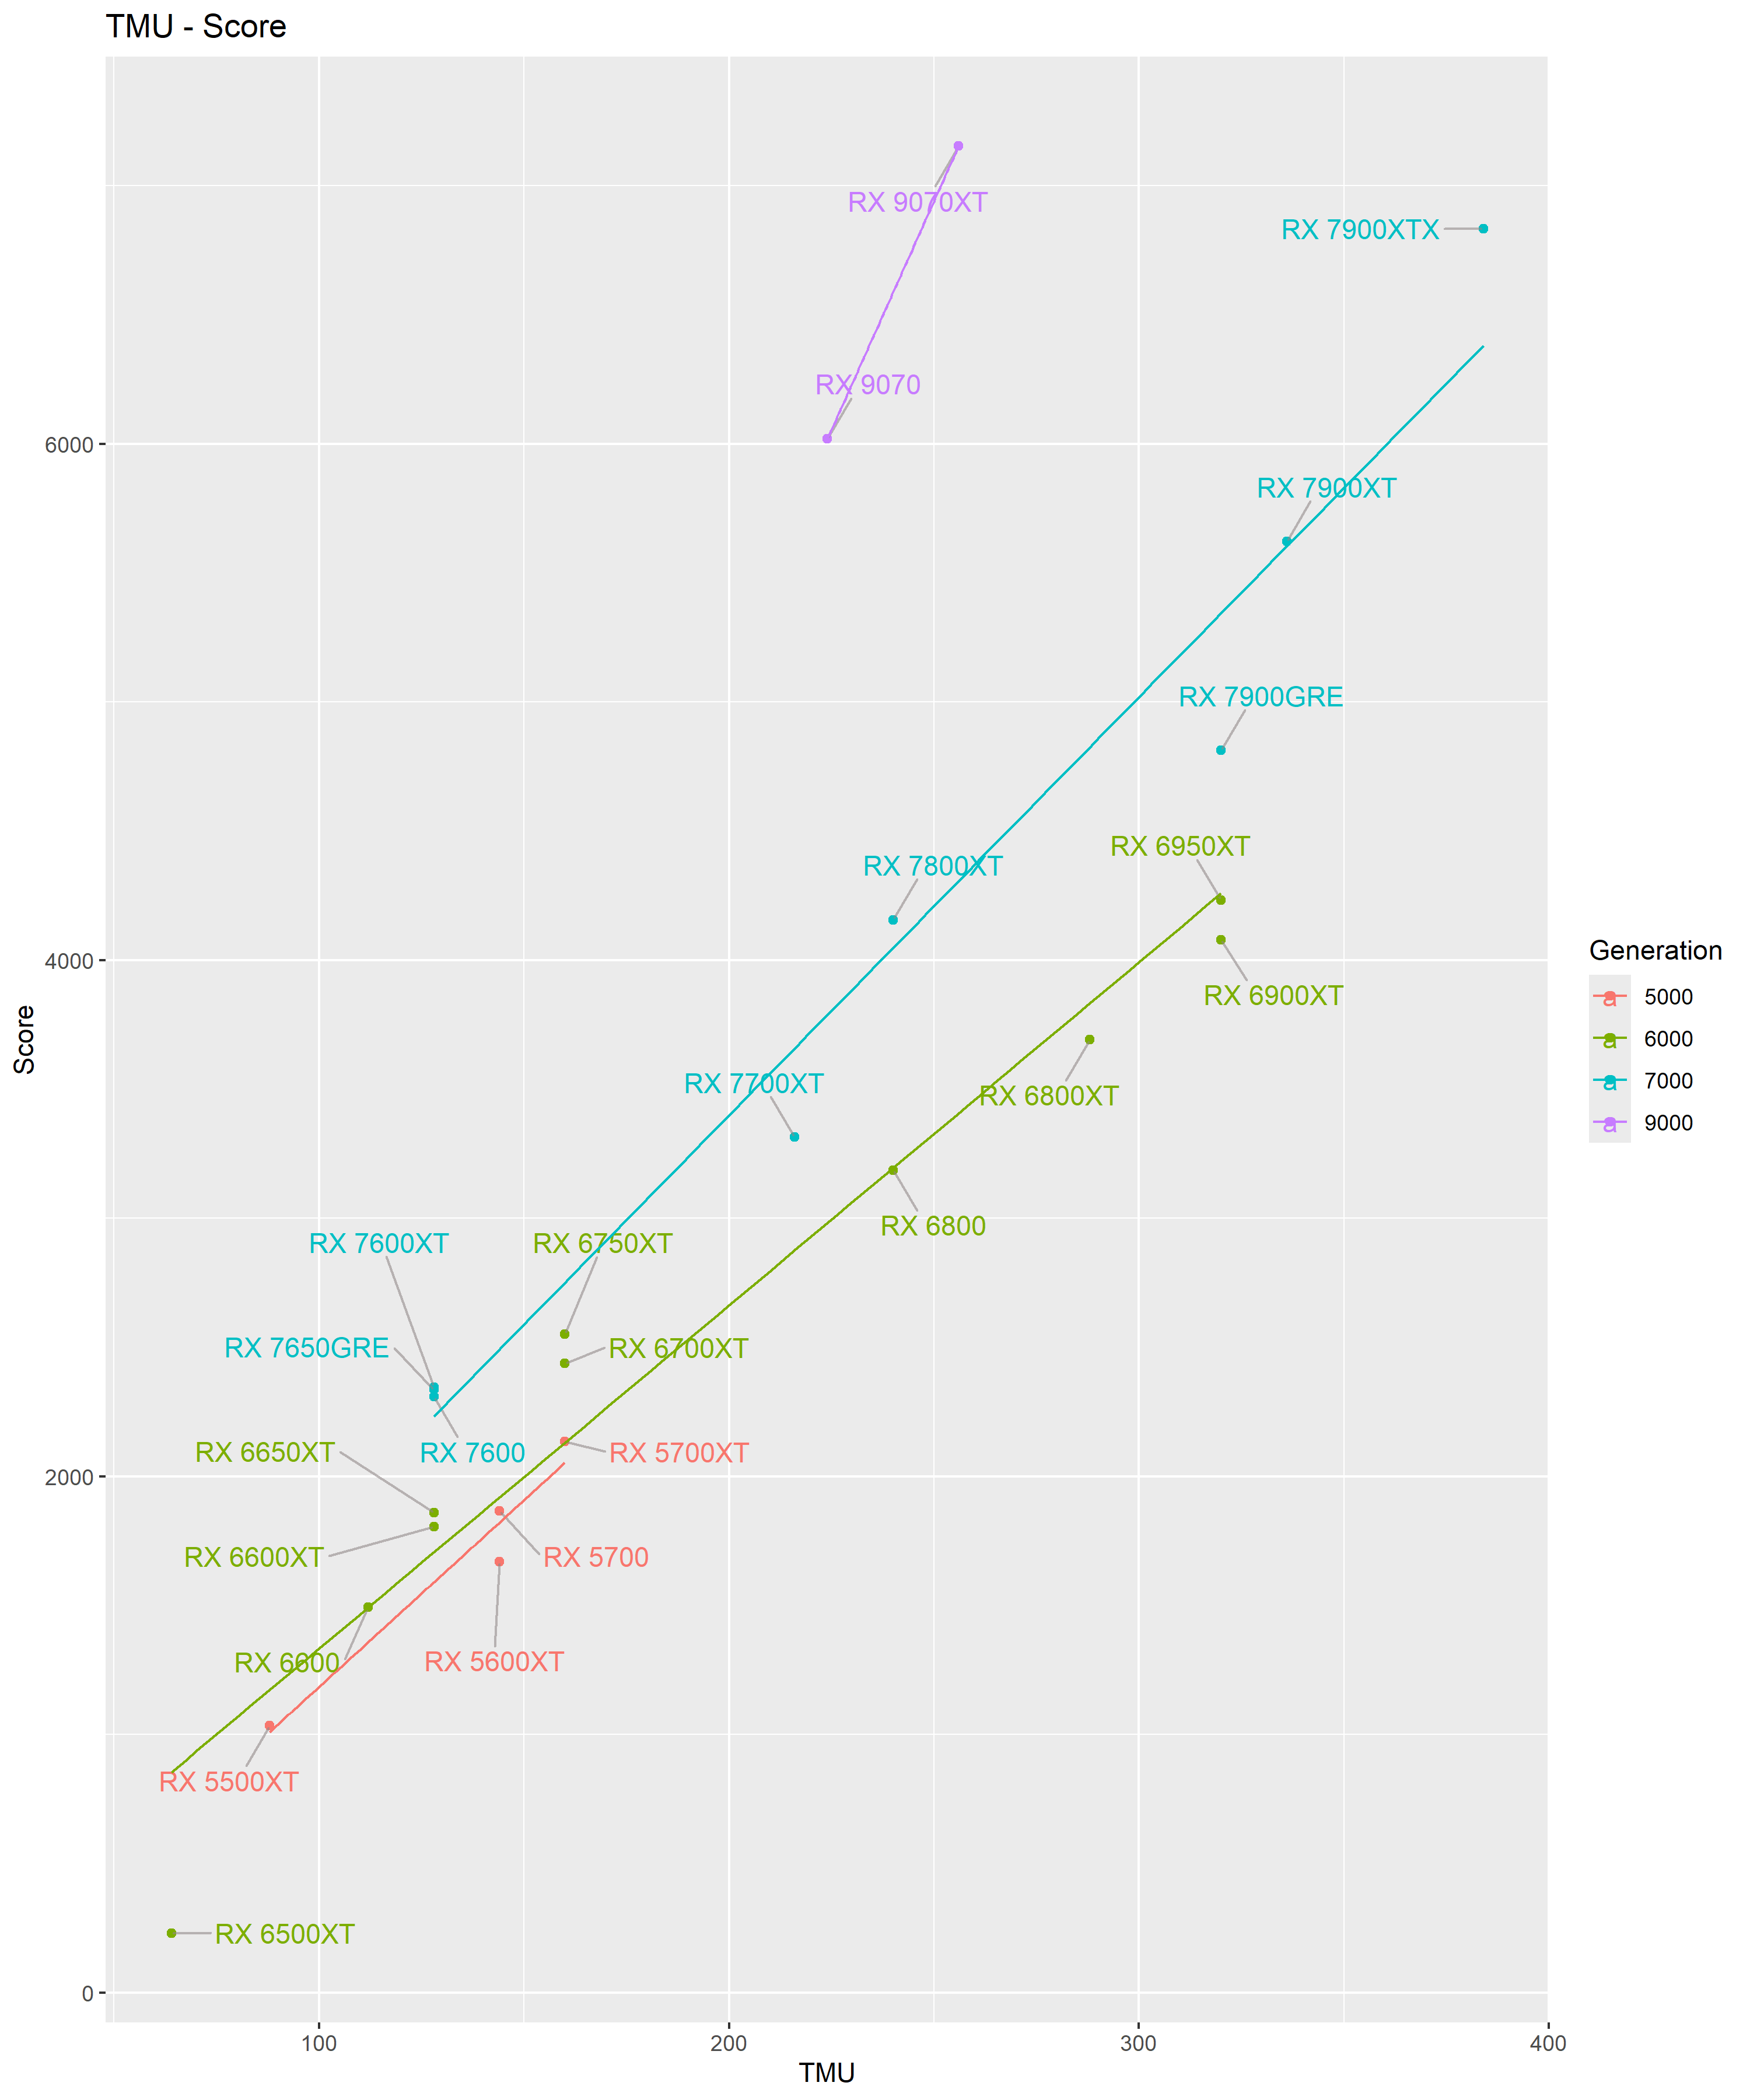 TMU - Score
RX 9070XT
RX 7900XTX
RX 9070
6000
RX 7900XT
RX 7900GRE
RX 6950XT
RX 7800XT
4000
RX 6900XT
Generation
a 5000
a 6000
a 7000
a 9000
Score
RX 7700XT
RX 6800XT
RX 6800
RX 7600XT
RX 6750XT
RX 7650GRE
RX 6700XT
RX 6650XT
RX 7600
RX 5700XT
2000
RX 6600XT
RX 5700
RX 6600
RX 5600XT
RX 5500XT
RX 6500XT
0
100
200
300
400
TMU